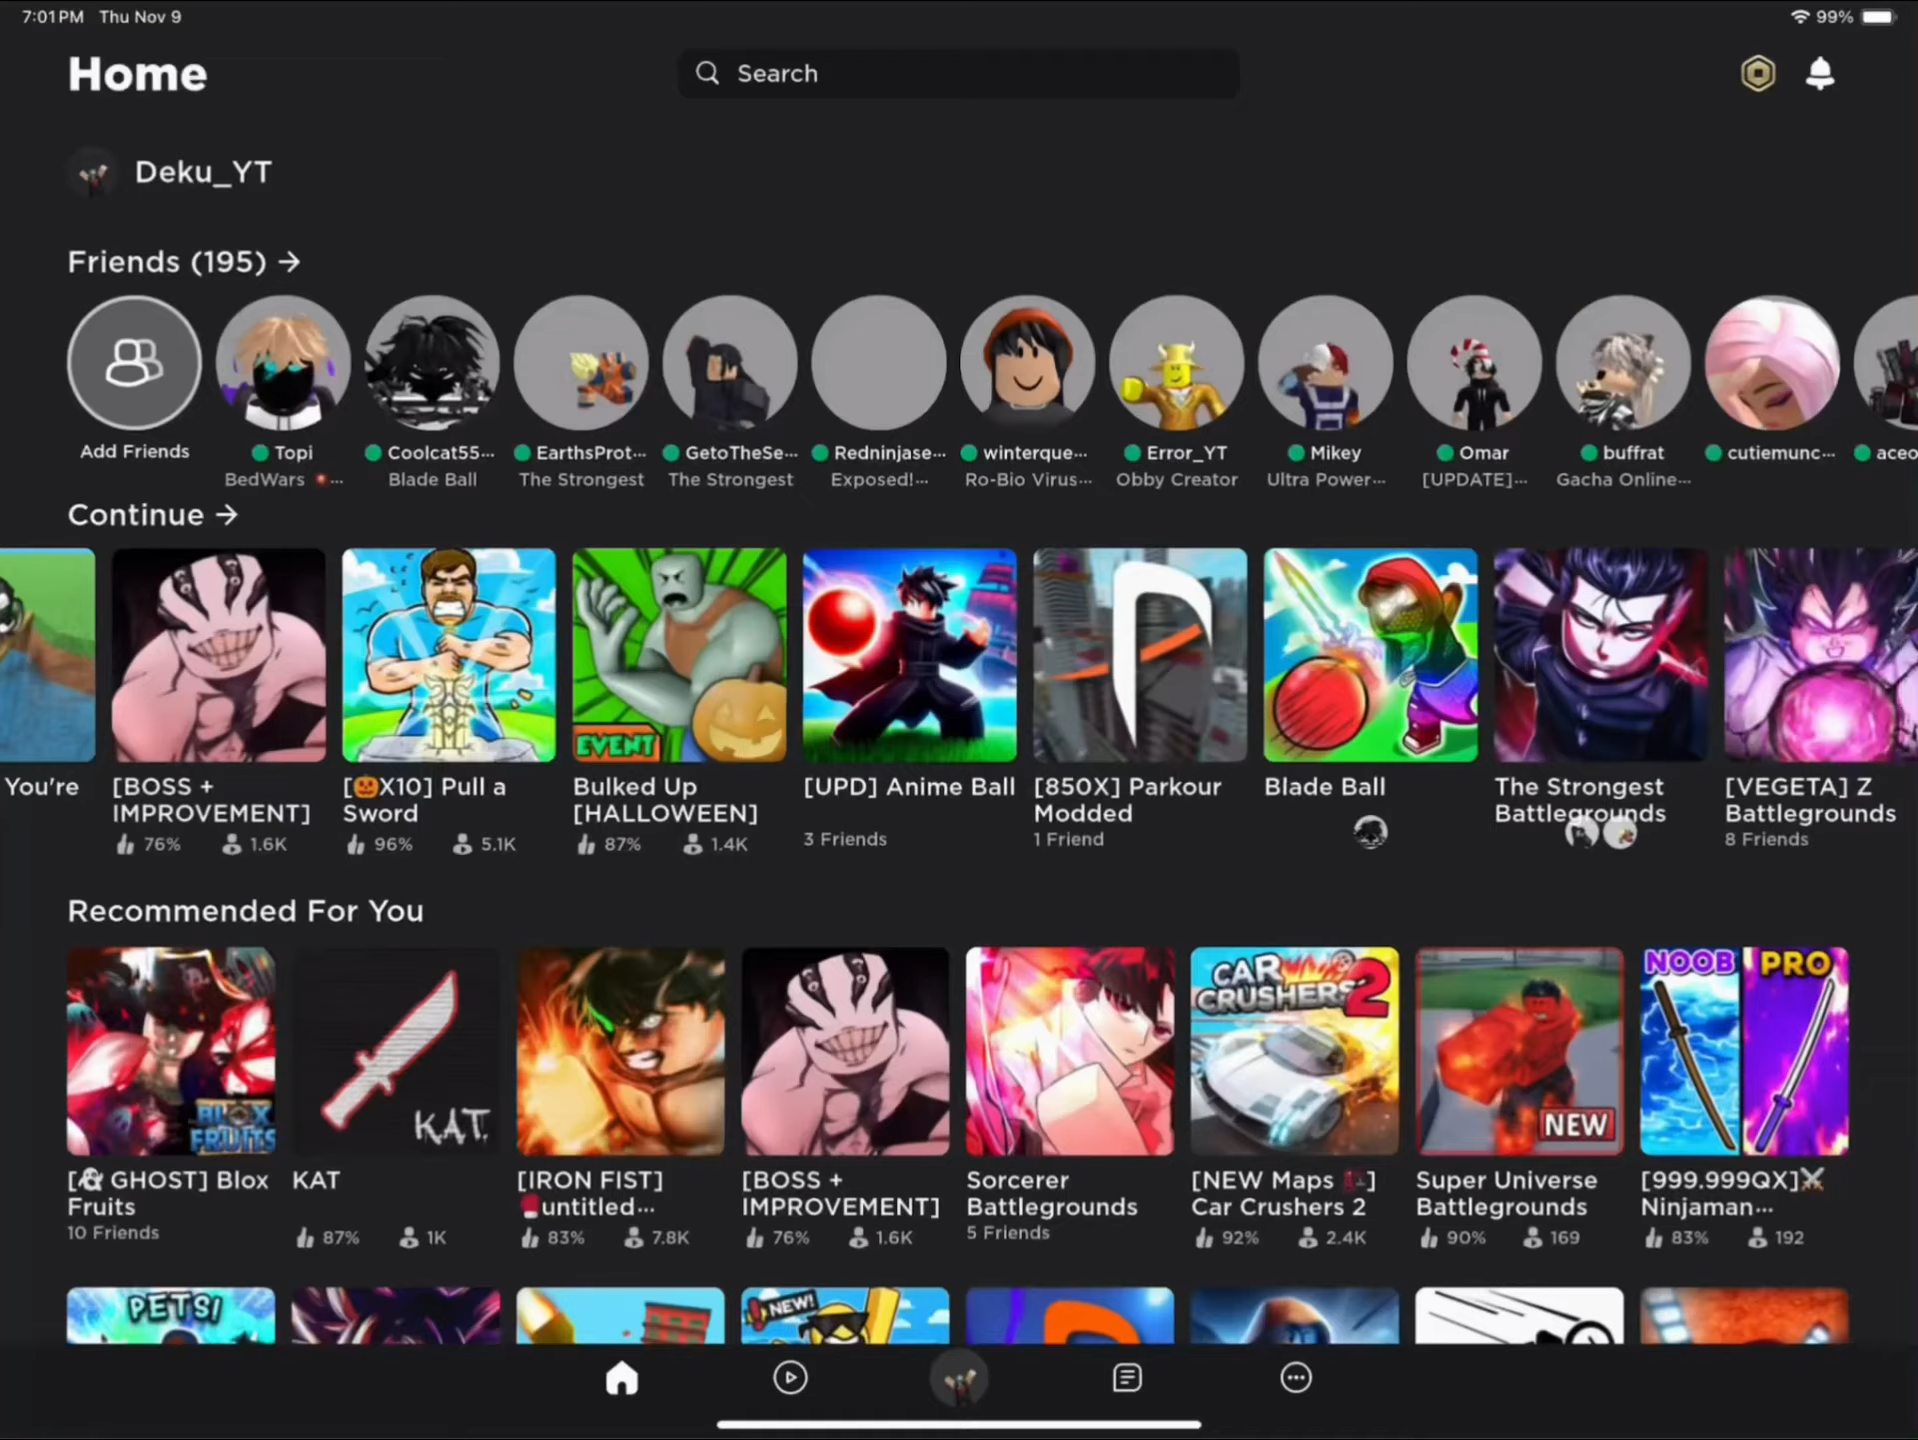 7:01 PM Thu Nov 9
99%
Home
Search
Deku_YT
Friends (195) →
Add Friends
Topi
BedWars ...
Coolcat55...
Blade Ball
EarthsProt...
The Strongest
GetoTheSe...
The Strongest
Redninjase...
Exposed!...
winterque...
Ro-Bio Virus...
Error_YT
Obby Creator
Mikey
Ultra Power...
Omar
[UPDATE]...
buffrat
Gacha Online...
cutiemunc...
aceo
Continue →
EVENT
You're
[BOSS +
IMPROVEMENT]
76% 1.6K
[🎃X10] Pull a
Sword
96% 5.1K
Bulked Up
[HALLOWEEN]
87% 1.4K
[UPD] Anime Ball
3 Friends
[850X] Parkour
Modded
1 Friend
Blade Ball
The Strongest
Battlegrounds
[VEGETA] Z
Battlegrounds
8 Friends
Recommended For You
BLOX
FRUITS
KAT
CAR
CRUSHERS 2
NEW
NOOB PRO
[👻 GHOST] Blox
Fruits
10 Friends
KAT
87% 1K
[IRON FIST]
🥊untitled...
83% 7.8K
[BOSS +
IMPROVEMENT]
76% 1.6K
Sorcerer
Battlegrounds
5 Friends
[NEW Maps ]
Car Crushers 2
92% 2.4K
Super Universe
Battlegrounds
90% 169
[999.999QX]⚔
Ninjaman...
83% 192
PETS!
NEW!